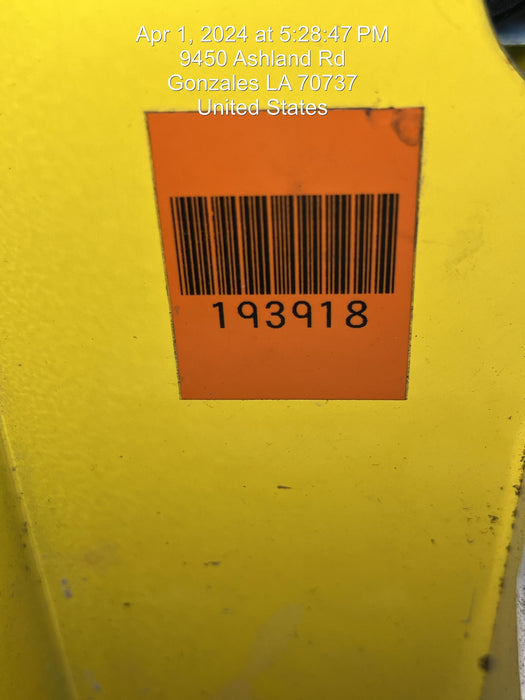 Apr 1, 2024 at 5:28:47 PM
9450 Ashland Rd
Gonzales LA 70737
United States
193918